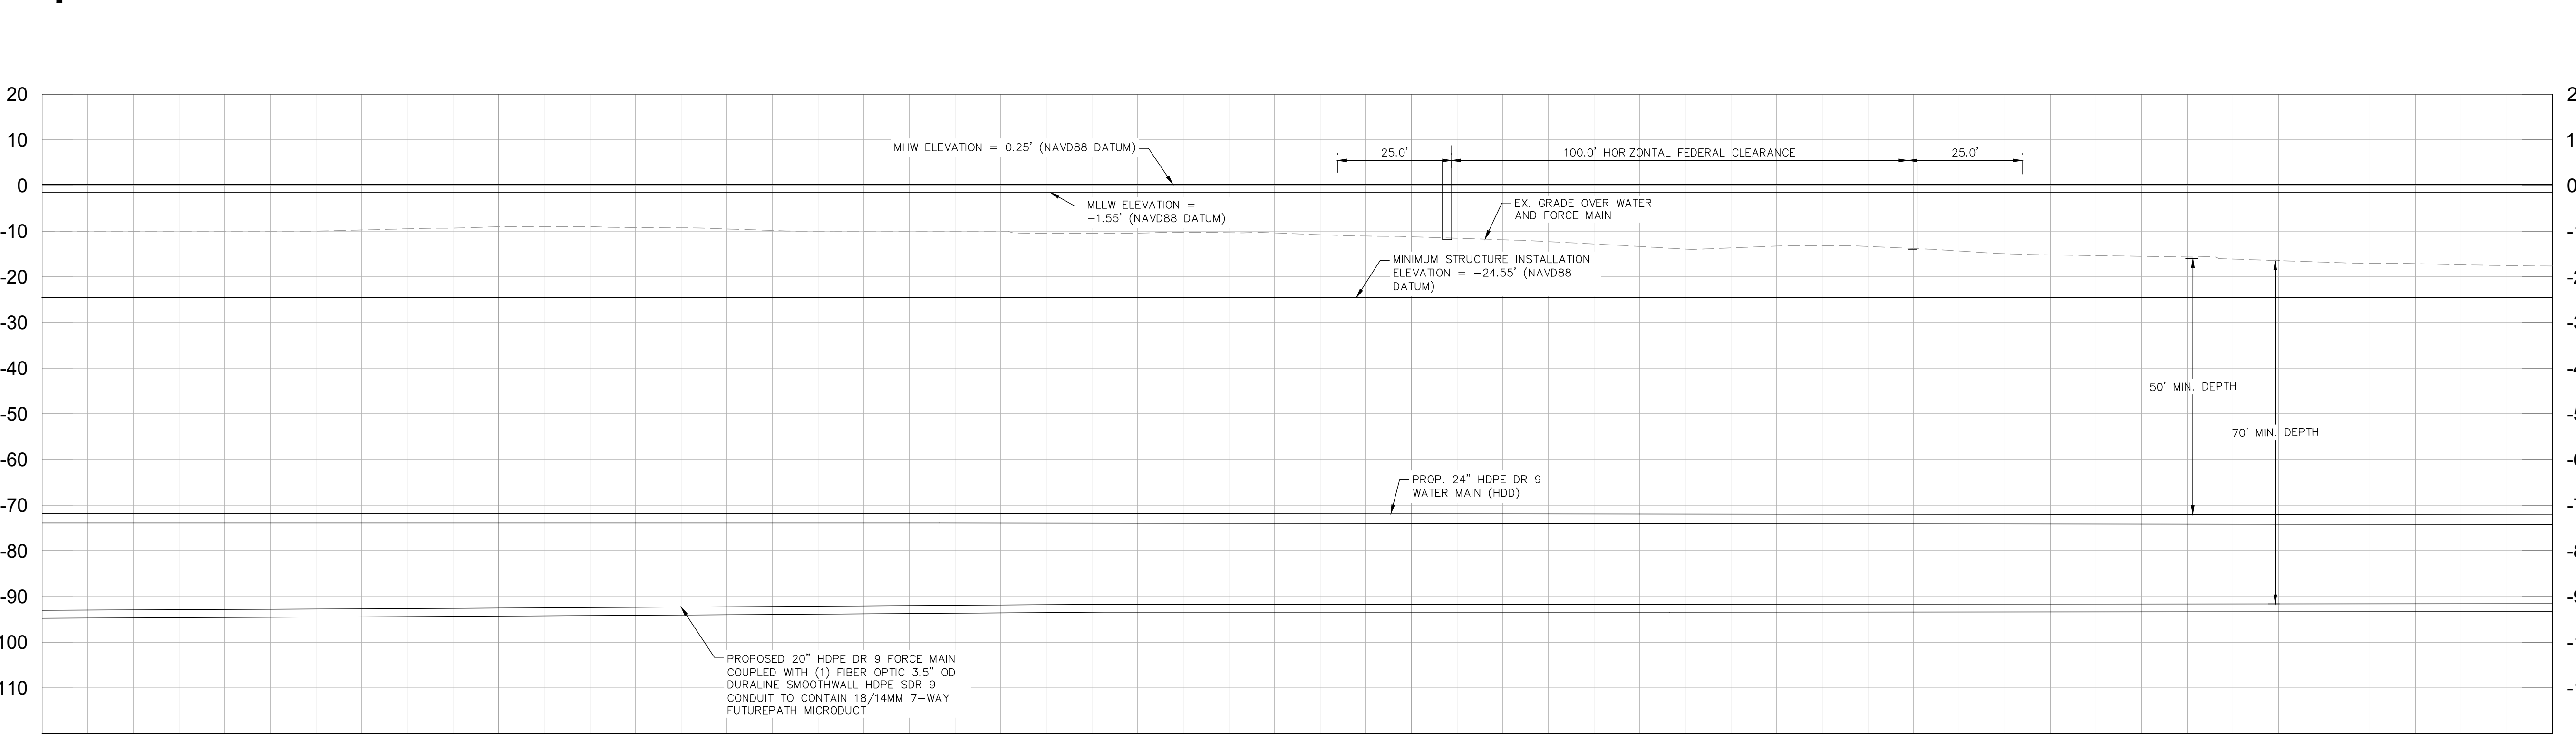 20
10
0
-10
-20
-30
-40
-50
-60
-70
-80
-90
100
110
MHW ELEVATION = 0.25' (NAVD88 DATUM)
MLLW ELEVATION =
-1.55' (NAVD88 DATUM)
25.0'
100.0' HORIZONTAL FEDERAL CLEARANCE
25.0'
EX. GRADE OVER WATER
AND FORCE MAIN
MINIMUM STRUCTURE INSTALLATION
ELEVATION = -24.55' (NAVD88
DATUM)
50' MIN. DEPTH
70' MIN. DEPTH
PROP. 24" HDPE DR 9
WATER MAIN (HDD)
PROPOSED 20" HDPE DR 9 FORCE MAIN
COUPLED WITH (1) FIBER OPTIC 3.5" OD
DURALINE SMOOTHWALL HDPE SDR 9
CONDUIT TO CONTAIN 18/14MM 7-WAY
FUTUREPATH MICRODUCT